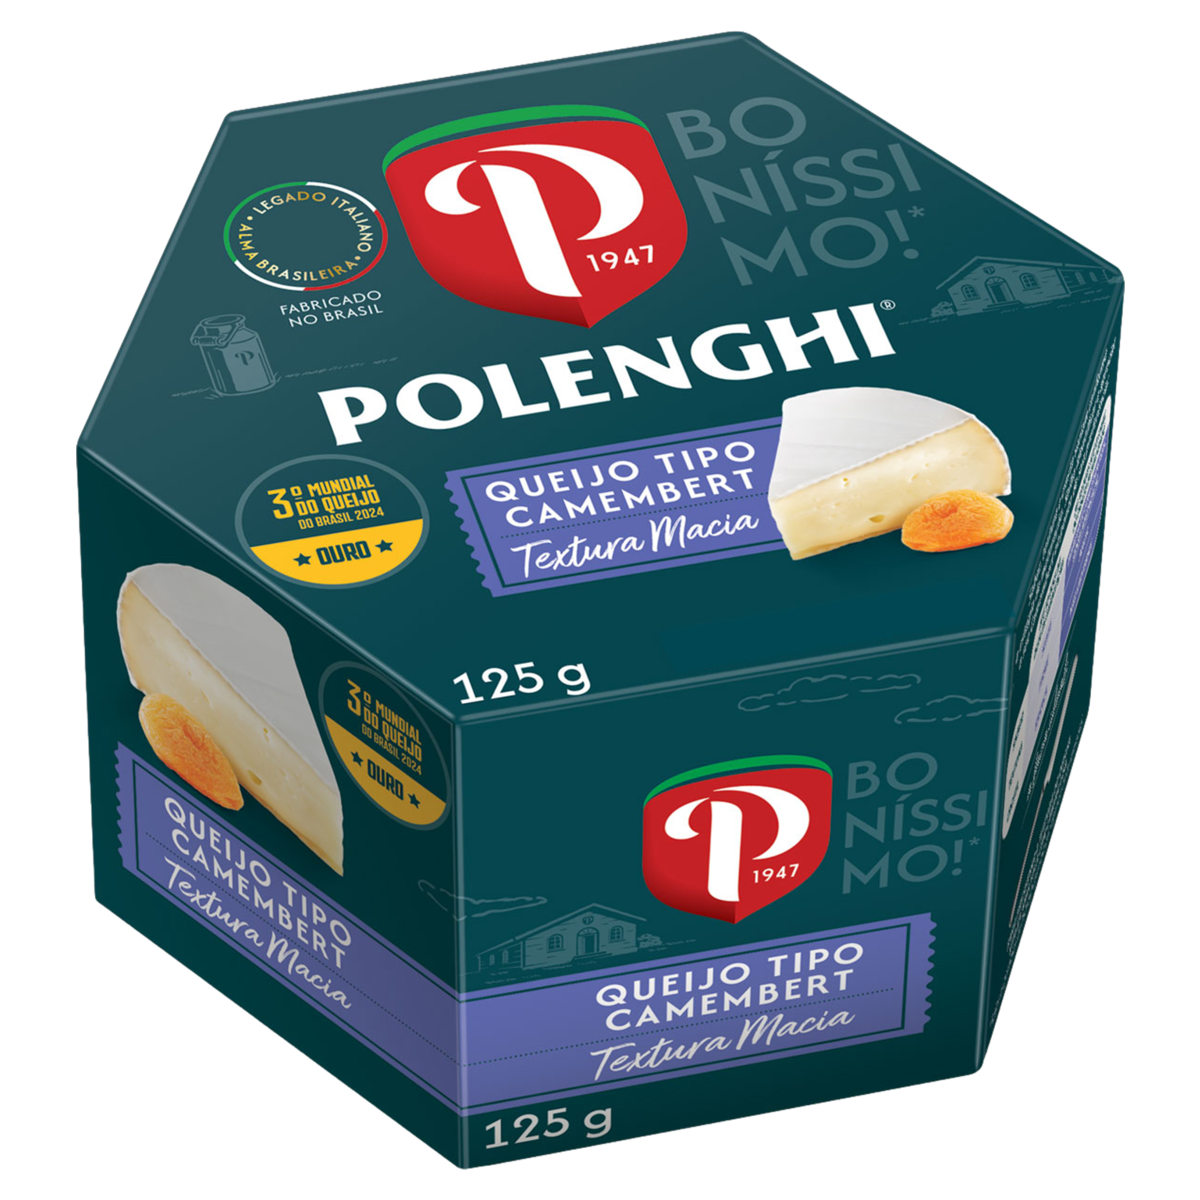 BO
NÍSSI
MO!*
P
1947
LEGADO ITALIANO
ALMA BRASILEIRA
FABRICADO
NO BRASIL
P
POLENGHI®
QUEIJO TIPO
CAMEMBERT
Textura Macia
3º MUNDIAL
DO QUEIJO
DO BRASIL 2024
OURO
125 g
3º MUNDIAL
DO QUEIJO
DO BRASIL 2024
OURO
QUEIJO TIPO
CAMEMBERT
Textura Macia
P
1947
BO
NÍSSI
MO!*
QUEIJO TIPO
CAMEMBERT
Textura Macia
125 g